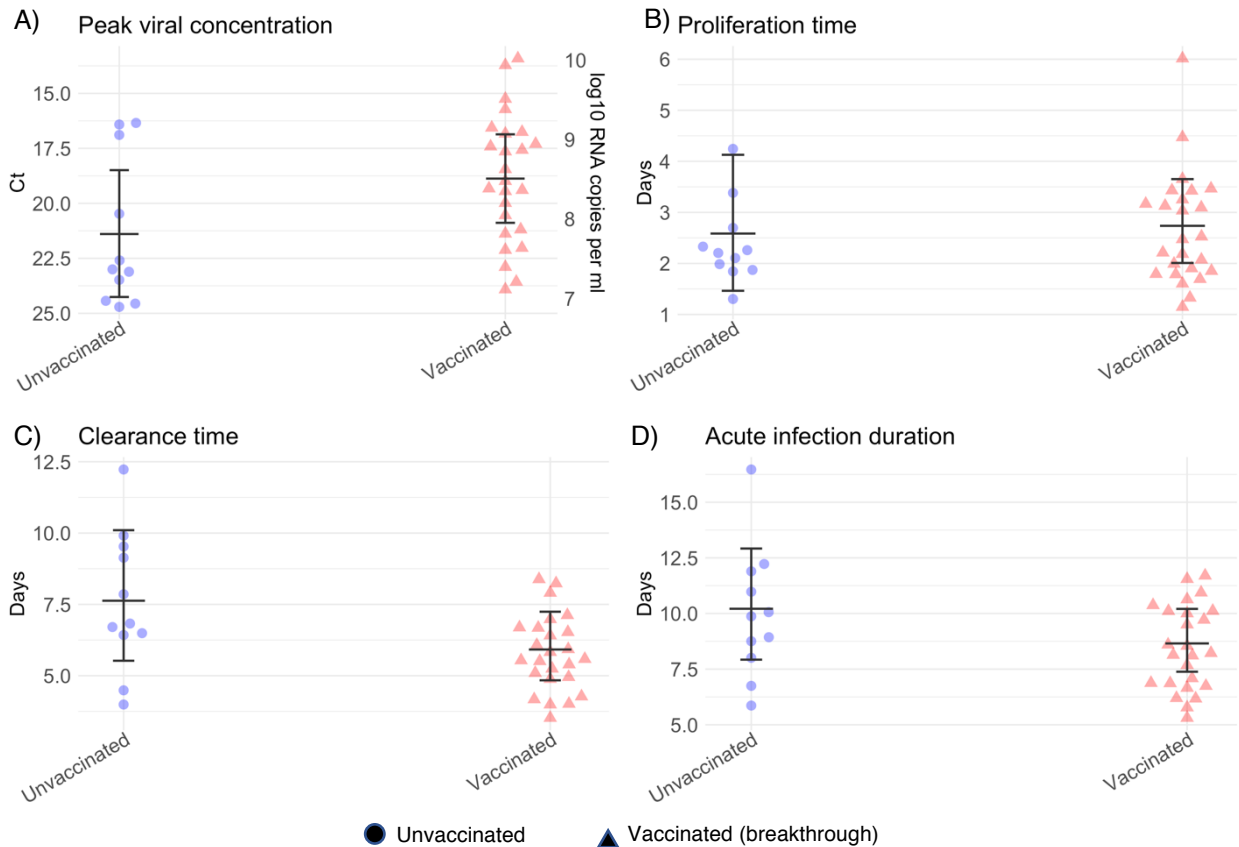 A) Peak viral concentration
15.0
17.5
20.0
22.5
25.0
Ct
10
9
8
7
log10 RNA copies per ml
Unvaccinated
Vaccinated
B) Proliferation time
6
5
4
3
2
1
Days
Unvaccinated
Vaccinated
C) Clearance time
12.5
10.0
7.5
5.0
Days
Unvaccinated
Vaccinated
D) Acute infection duration
15.0
12.5
10.0
7.5
5.0
Days
Unvaccinated
Vaccinated
Unvaccinated
Vaccinated (breakthrough)